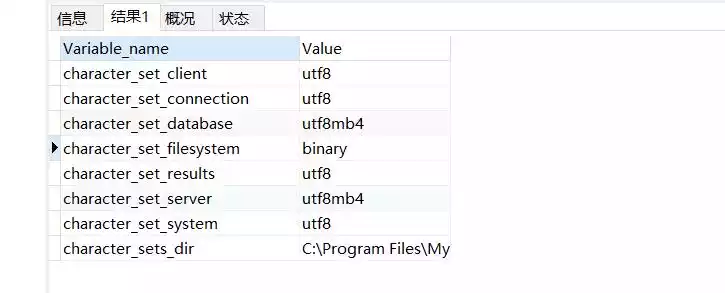 信息 结果1 概况 状态
Variable_name Value
character_set_client utf8
character_set_connection utf8
character_set_database utf8mb4
character_set_filesystem binary
character_set_results utf8
character_set_server utf8mb4
character_set_system utf8
character_sets_dir C:\Program Files\My